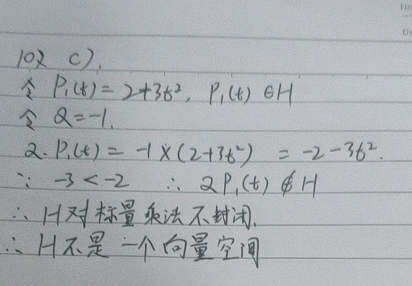 102 c).
令 P₁(t) = 2+3t², P₁(t) ∈ H
令 α = -1.
α·P₁(t) = -1×(2+3t²) = -2-3t².
∵ -3 < -2 ∴ αP₁(t) ∉ H
∴ H对标量乘法不封闭.
∴ H不是一个向量空间